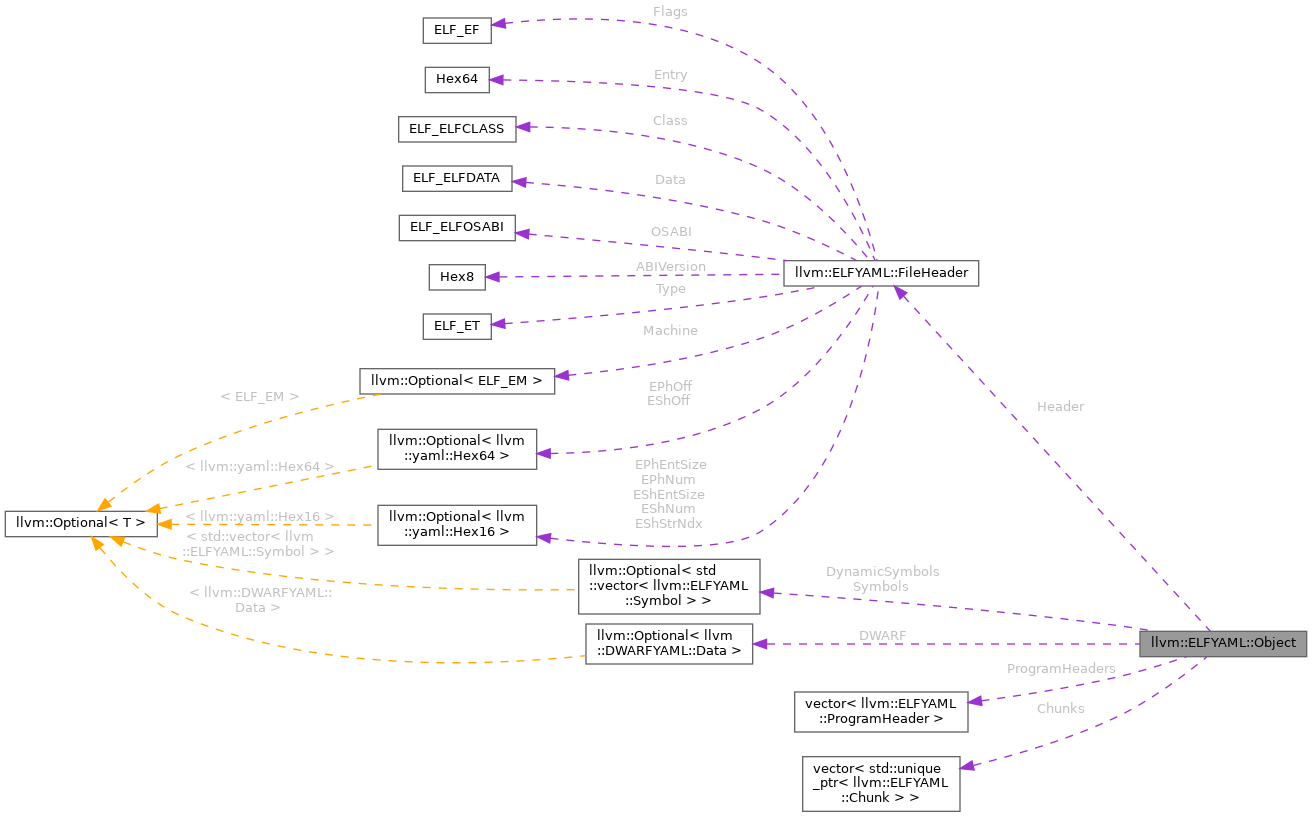 Flags
ELF_EF
Entry
Hex64
Class
ELF_ELFCLASS
Data
ELF_ELFDATA
OSABI
ELF_ELFOSABI
ABIVersion
llvm::ELFYAML::FileHeader
Hex8
Type
ELF_ET
Machine
llvm::Optional< ELF_EM >
< ELF_EM >
EPhOff
EShOff
Header
llvm::Optional< llvm
::yaml::Hex64 >
< llvm::yaml::Hex64 >
EPhEntSize
EPhNum
EShEntSize
EShNum
EShStrNdx
llvm::Optional< T >
< llvm::yaml::Hex16 >
llvm::Optional< llvm
::yaml::Hex16 >
< std::vector< llvm
::ELFYAML::Symbol > >
llvm::Optional< std
::vector< llvm::ELFYAML
::Symbol > >
DynamicSymbols
Symbols
< llvm::DWARFYAML::
Data >
llvm::Optional< llvm
::DWARFYAML::Data >
DWARF
llvm::ELFYAML::Object
ProgramHeaders
vector< llvm::ELFYAML
::ProgramHeader >
Chunks
vector< std::unique
_ptr< llvm::ELFYAML
::Chunk > >